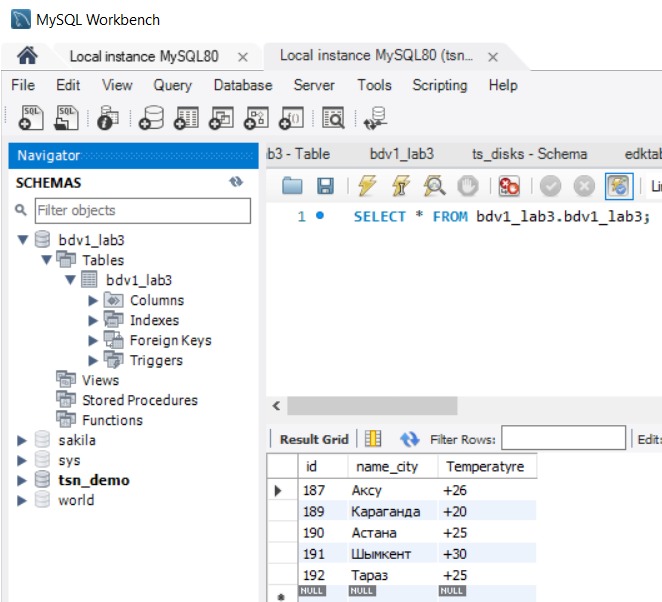 MySQL Workbench
Local instance MySQL80 Local instance MySQL80 (tsn...
File Edit View Query Database Server Tools Scripting Help
Navigator
SCHEMAS
Filter objects
bdv1_lab3
Tables
bdv1_lab3
Columns
Indexes
Foreign Keys
Triggers
Views
Stored Procedures
Functions
sakila
sys
tsn_demo
world
b3 - Table bdv1_lab3 ts_disks - Schema edktab
Li
1 SELECT * FROM bdv1_lab3.bdv1_lab3;
Result Grid Filter Rows: Edit:
id name_city Temperatyre
187 Аксу +26
189 Караганда +20
190 Астана +25
191 Шымкент +30
192 Тараз +25
NULL NULL NULL